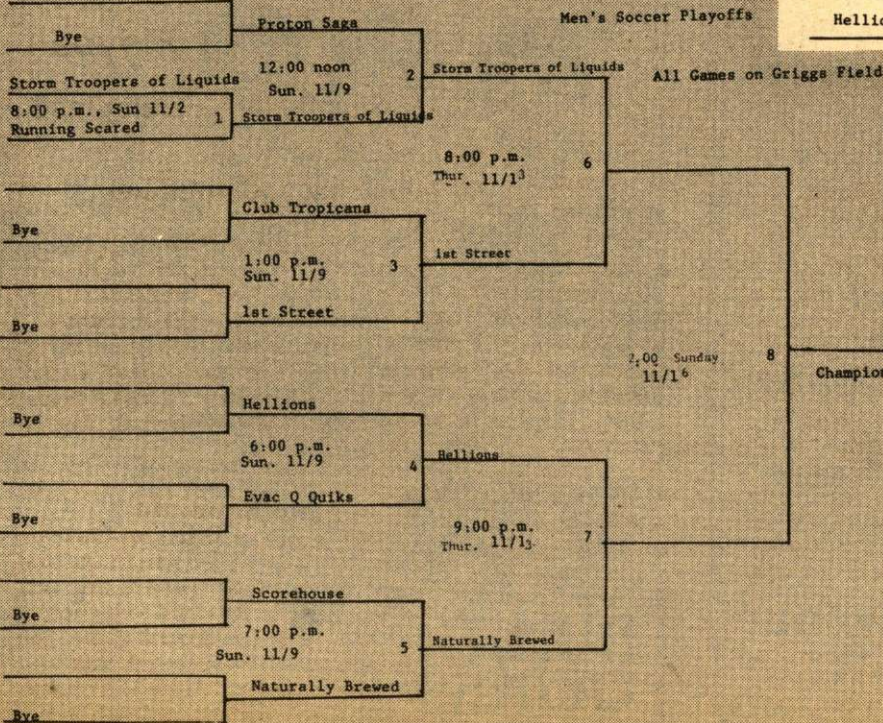 Men's Soccer Playoffs
All Games on Griggs Field
Bye
Proton Saga
12:00 noon
Sun. 11/9
2
Storm Troopers of Liquids
Storm Troopers of Liquids
8:00 p.m., Sun 11/2
Running Scared
1
Storm Troopers of Liquids
8:00 p.m.
Thur. 11/13
6
Bye
Club Tropicana
1:00 p.m.
Sun. 11/9
3
1st Street
Bye
1st Street
2:00 Sunday
11/16
8
Bye
Hellions
6:00 p.m.
Sun. 11/9
4
Hellions
Bye
Evac Q Quiks
9:00 p.m.
Thur. 11/13
7
Bye
Scorehouse
7:00 p.m.
Sun. 11/9
5
Naturally Brewed
Bye
Naturally Brewed